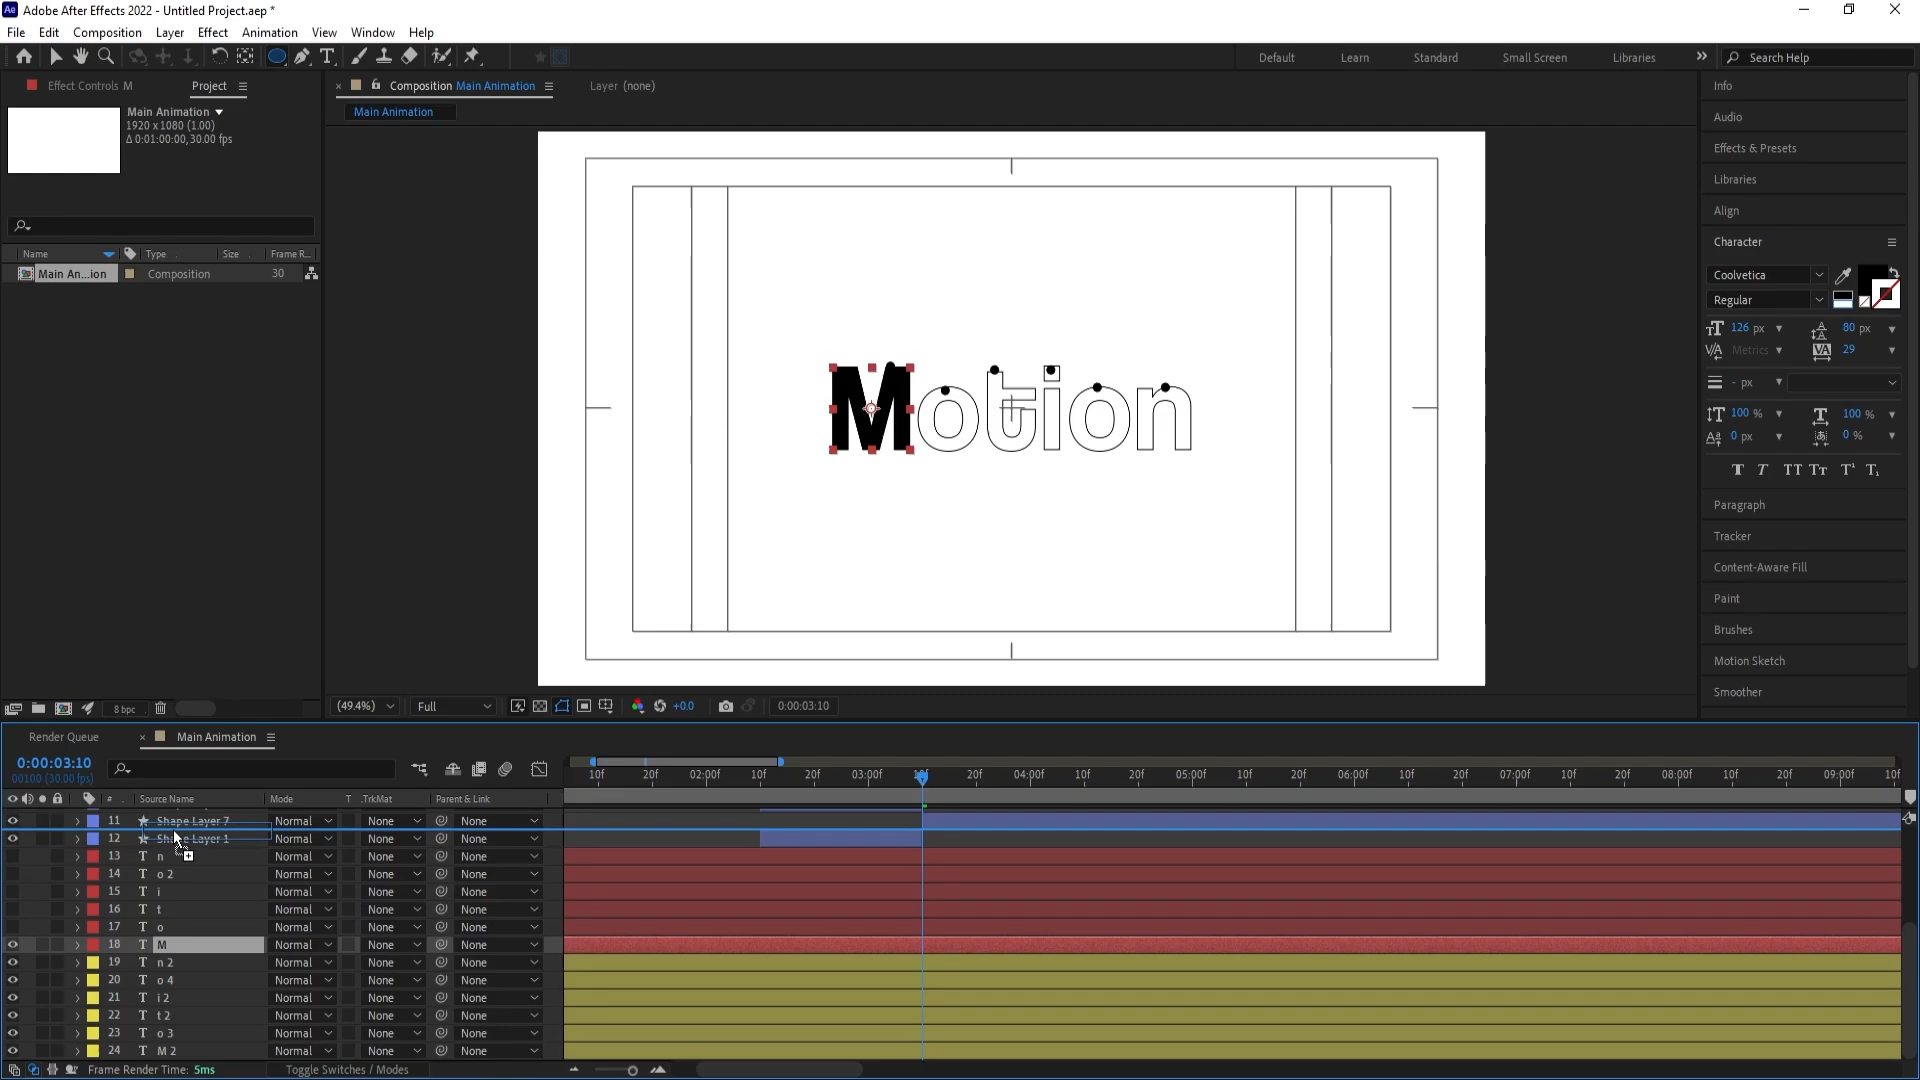 Adobe After Effects 2022 - Untitled Project.aep *
File Edit Composition Layer Effect Animation View Window Help
Default Learn Standard Small Screen Libraries Search Help
Effect Controls M Project
Composition Main Animation Layer (none)
Main Animation
Main Animation
1920 x 1080 (1.00)
Δ 0:01:00:00, 30.00 fps
Name Type Size Frame R...
Main An...ion Composition 30
Motion
Info
Audio
Effects & Presets
Libraries
Align
Character
Coolvetica
Regular
126 px 80 px
Metrics 29
- px
100 % 100 %
0 px 0 %
T T TT Tt T¹ T₁
Paragraph
Tracker
Content-Aware Fill
Paint
Brushes
Motion Sketch
Smoother
8 bpc
(49.4%) Full +0.0 0:00:03:10
Render Queue Main Animation
0:00:03:10
00100 (30.00 fps)
10f 20f 02:00f 10f 20f 03:00f 10f 20f 04:00f 10f 20f 05:00f 10f 20f 06:00f 10f 20f 07:00f 10f 20f 08:00f 10f 20f 09:00f 10f
# Source Name Mode T .TrkMat Parent & Link
11 Shape Layer 7 Normal None None
12 Shape Layer 1 Normal None None
13 T n Normal None None
14 T o 2 Normal None None
15 T i Normal None None
16 T t Normal None None
17 T o Normal None None
18 T M Normal None None
19 T n 2 Normal None None
20 T o 4 Normal None None
21 T i 2 Normal None None
22 T t 2 Normal None None
23 T o 3 Normal None None
24 T M 2 Normal None None
Frame Render Time: 5ms Toggle Switches / Modes